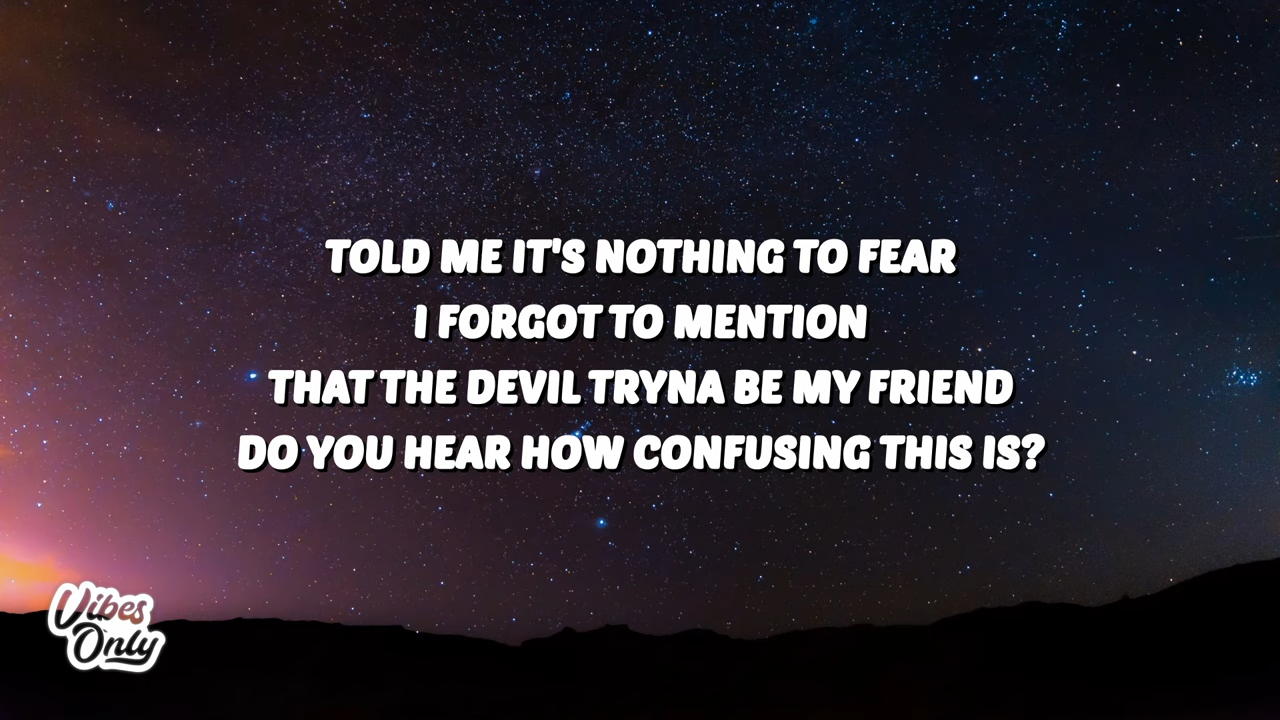 TOLD ME IT'S NOTHING TO FEAR
I FORGOT TO MENTION
THAT THE DEVIL TRYNA BE MY FRIEND
DO YOU HEAR HOW CONFUSING THIS IS?
Vibes
Only